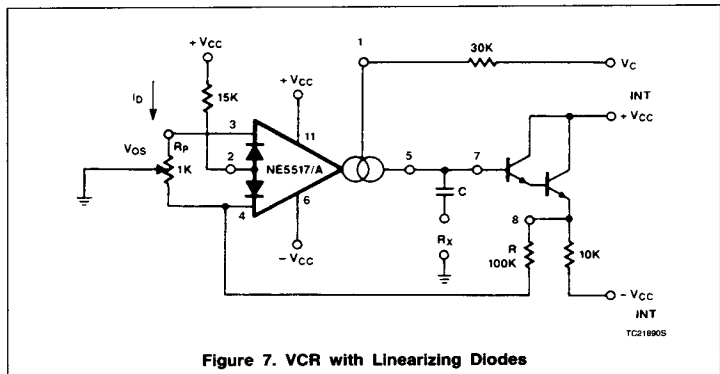 + VCC
1
30K
VC
ID
15K
+ VCC
INT
+ VCC
3
11
VOS
RP
1K
2
NE5517/A
5
7
4
6
C
8
− VCC
RX
R
100K
10K
− VCC
INT
TC21890S
Figure 7. VCR with Linearizing Diodes